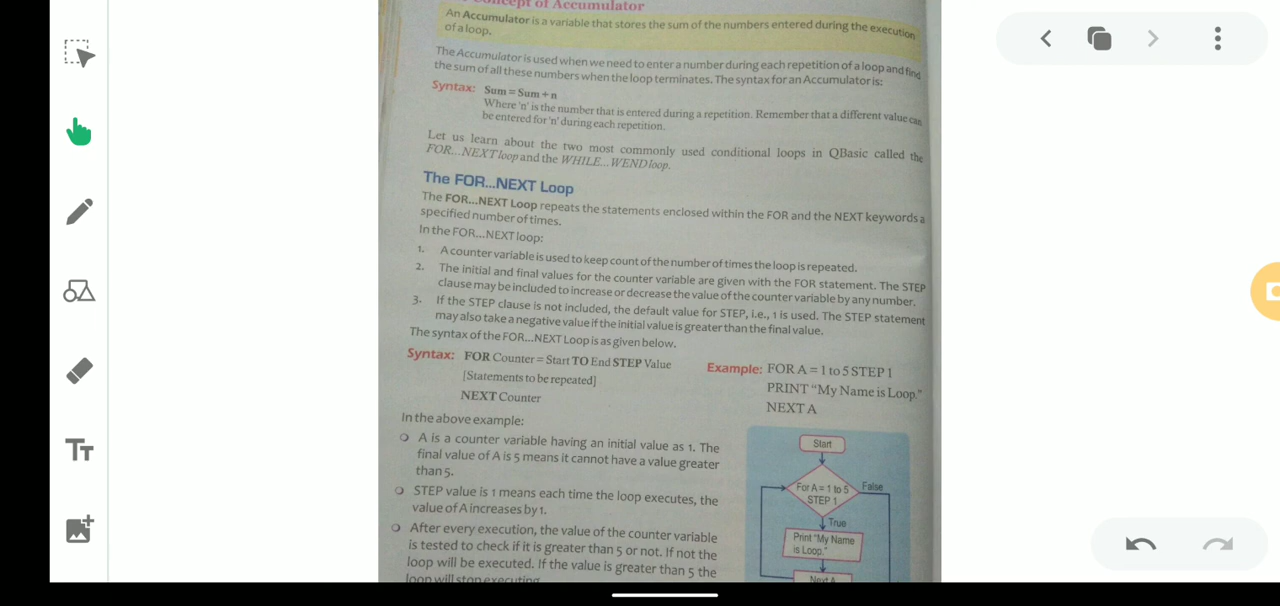 Concept of Accumulator
An Accumulator is a variable that stores the sum of the numbers entered during the execution
of a loop.
The Accumulator is used when we need to enter a number during each repetition of a loop and find
the sum of all these numbers when the loop terminates. The syntax for an Accumulator is:
Syntax: Sum = Sum + n
Where 'n' is the number that is entered during a repetition. Remember that a different value can
be entered for 'n' during each repetition.
Let us learn about the two most commonly used conditional loops in QBasic called the
FOR...NEXT loop and the WHILE...WEND loop.
The FOR...NEXT Loop
The FOR...NEXT Loop repeats the statements enclosed within the FOR and the NEXT keywords a
specified number of times.
In the FOR...NEXT loop:
1. A counter variable is used to keep count of the number of times the loop is repeated.
2. The initial and final values for the counter variable are given with the FOR statement. The STEP
clause may be included to increase or decrease the value of the counter variable by any number.
3. If the STEP clause is not included, the default value for STEP, i.e., 1 is used. The STEP statement
may also take a negative value if the initial value is greater than the final value.
The syntax of the FOR...NEXT Loop is as given below.
Syntax: FOR Counter = Start TO End STEP Value
[Statements to be repeated]
NEXT Counter
Example: FOR A = 1 to 5 STEP 1
PRINT "My Name is Loop."
NEXT A
In the above example:
A is a counter variable having an initial value as 1. The
final value of A is 5 means it cannot have a value greater
than 5.
STEP value is 1 means each time the loop executes, the
value of A increases by 1.
After every execution, the value of the counter variable
is tested to check if it is greater than 5 or not. If not the
loop will be executed. If the value is greater than 5 the
loop will stop executing
Start
For A = 1 to 5
STEP 1
False
True
Print "My Name
is Loop."
Next A
TT